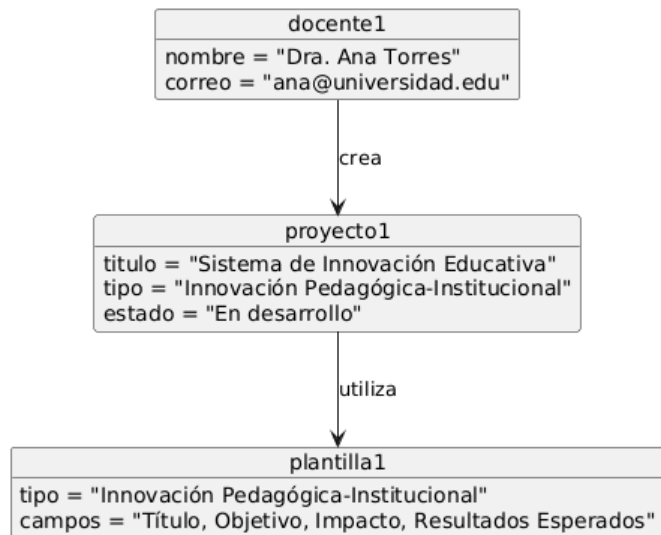 docente1
nombre = "Dra. Ana Torres"
correo = "ana@universidad.edu"
crea
proyecto1
titulo = "Sistema de Innovación Educativa"
tipo = "Innovación Pedagógica-Institucional"
estado = "En desarrollo"
utiliza
plantilla1
tipo = "Innovación Pedagógica-Institucional"
campos = "Título, Objetivo, Impacto, Resultados Esperados"